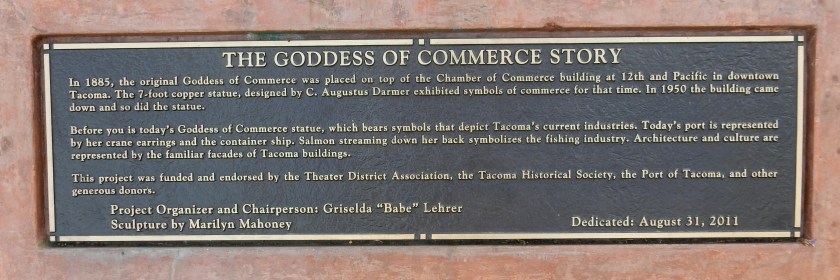 THE GODDESS OF COMMERCE STORY
In 1885, the original Goddess of Commerce was placed on top of the Chamber of Commerce building at 12th and Pacific in downtown
Tacoma. The 7-foot copper statue, designed by C. Augustus Darmer exhibited symbols of commerce for that time. In 1950 the building came
down and so did the statue.
Before you is today's Goddess of Commerce statue, which bears symbols that depict Tacoma's current industries. Today's port is represented
by her crane earrings and the container ship. Salmon streaming down her back symbolizes the fishing industry. Architecture and culture are
represented by the familiar facades of Tacoma buildings.
This project was funded and endorsed by the Theater District Association, the Tacoma Historical Society, the Port of Tacoma, and other
generous donors.
Project Organizer and Chairperson: Griselda "Babe" Lehrer
Sculpture by Marilyn Mahoney
Dedicated: August 31, 2011